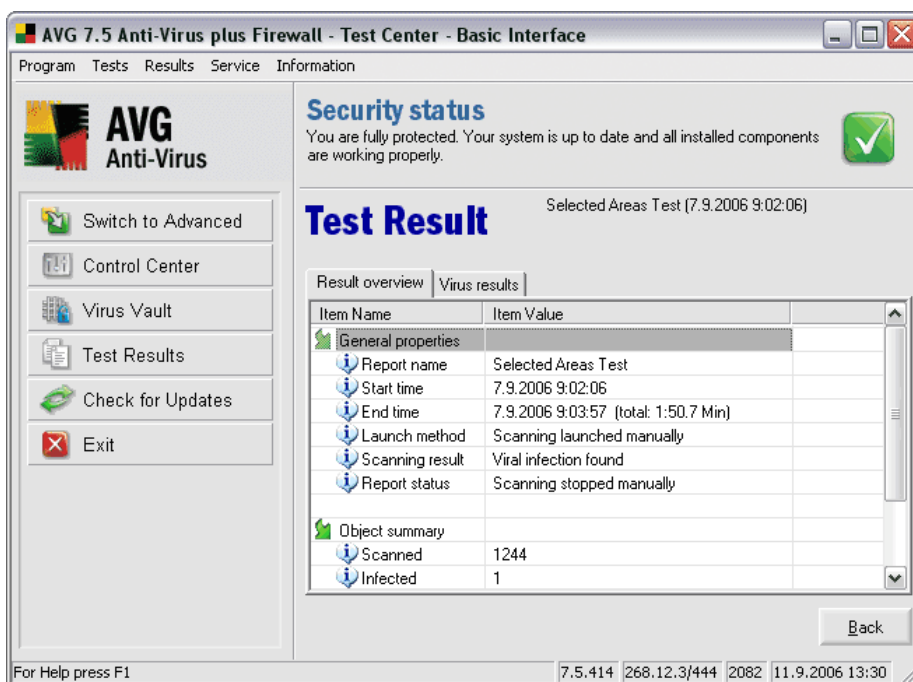 AVG 7.5 Anti-Virus plus Firewall - Test Center - Basic Interface
Program Tests Results Service Information
AVG
Anti-Virus
Switch to Advanced
Control Center
Virus Vault
Test Results
Check for Updates
Exit
Security status
You are fully protected. Your system is up to date and all installed components
are working properly.
Test Result
Selected Areas Test (7.9.2006 9:02:06)
Result overview Virus results
Item Name Item Value
General properties
Report name Selected Areas Test
Start time 7.9.2006 9:02:06
End time 7.9.2006 9:03:57 (total: 1:50.7 Min)
Launch method Scanning launched manually
Scanning result Viral infection found
Report status Scanning stopped manually
Object summary
Scanned 1244
Infected 1
Back
For Help press F1 7.5.414 268.12.3/444 2082 11.9.2006 13:30